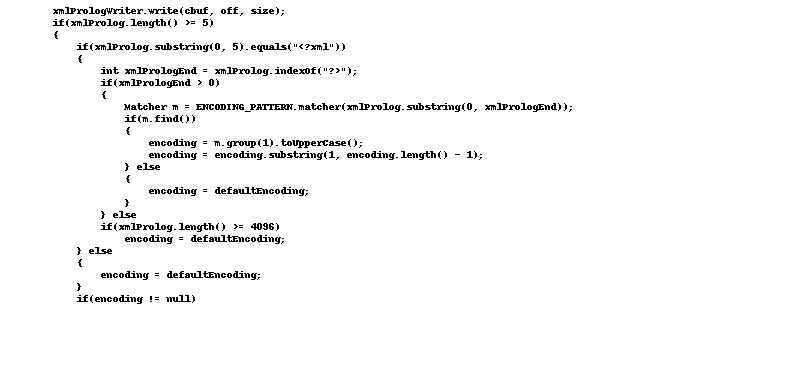 xmlPrologWriter.write(cbuf, off, size);
if(xmlProlog.length() >= 5)
{
if(xmlProlog.substring(0, 5).equals("<?xml"))
{
int xmlPrologEnd = xmlProlog.indexOf("?>");
if(xmlPrologEnd > 0)
{
Matcher m = ENCODING_PATTERN.matcher(xmlProlog.substring(0, xmlPrologEnd));
if(m.find())
{
encoding = m.group(1).toUpperCase();
encoding = encoding.substring(1, encoding.length() - 1);
} else
{
encoding = defaultEncoding;
}
} else
if(xmlProlog.length() >= 4096)
encoding = defaultEncoding;
} else
{
encoding = defaultEncoding;
}
if(encoding != null)